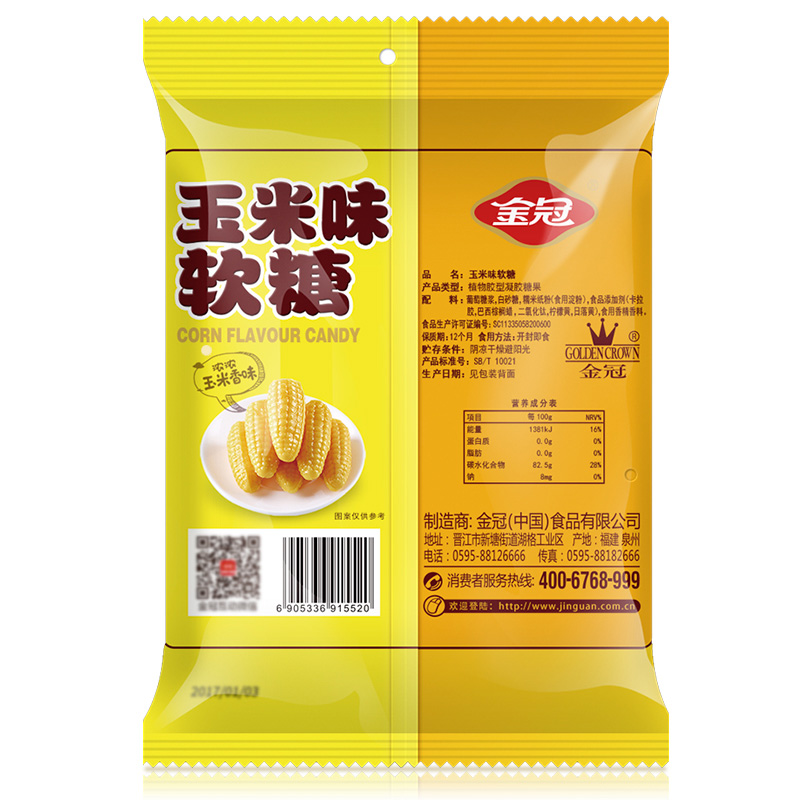 玉米味
软糖
CORN FLAVOUR CANDY
浓浓
玉米香味
图案仅供参考
6 905336 915520
2017/01/03
金冠
品 名：玉米味软糖
产品类型：植物胶型凝胶糖果
配 料：葡萄糖浆,白砂糖,糯米纸粉(食用淀粉),食品添加剂(卡拉
胶,巴西棕榈蜡,二氧化钛,柠檬黄,日落黄),食用香精香料。
食品生产许可证编号：SC11335058200600
保质期：12个月 食用方法：开封即食
贮存条件：阴凉干燥避阳光
产品标准号：SB/T 10021
生产日期：见包装背面
®
GOLDEN CROWN
金冠
营养成分表
项目 每 100g NRV%
能量 1381kJ 16%
蛋白质 0.0g 0%
脂肪 0.0g 0%
碳水化合物 82.5g 28%
钠 8mg 0%
制造商：金冠(中国)食品有限公司
地址：晋江市新塘街道湖格工业区 产地：福建 泉州
电话：0595-88126666 传真：0595-88182666
消费者服务热线：400-6768-999
欢迎登陆：http://www.jinguan.com.cn